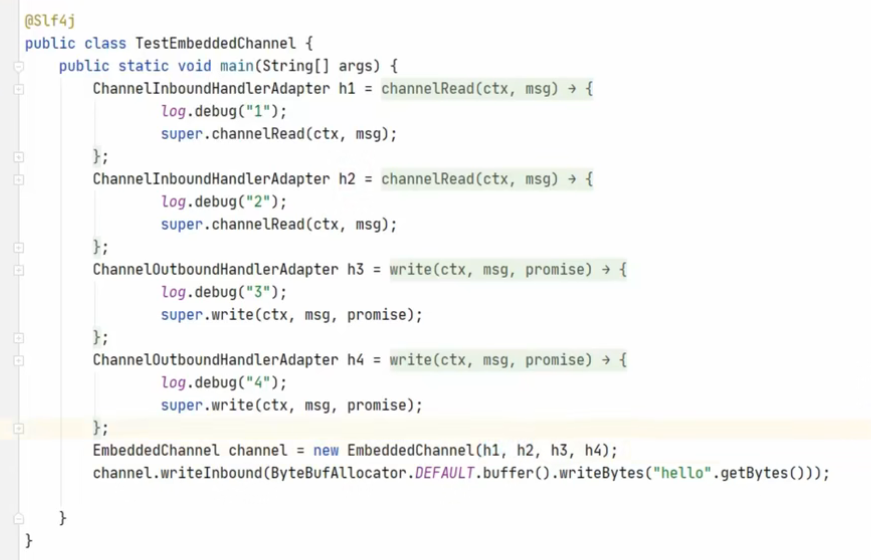 @Slf4j
public class TestEmbeddedChannel {
    public static void main(String[] args) {
        ChannelInboundHandlerAdapter h1 = channelRead(ctx, msg) → {
                log.debug("1");
                super.channelRead(ctx, msg);
        };
        ChannelInboundHandlerAdapter h2 = channelRead(ctx, msg) → {
                log.debug("2");
                super.channelRead(ctx, msg);
        };
        ChannelOutboundHandlerAdapter h3 = write(ctx, msg, promise) → {
                log.debug("3");
                super.write(ctx, msg, promise);
        };
        ChannelOutboundHandlerAdapter h4 = write(ctx, msg, promise) → {
                log.debug("4");
                super.write(ctx, msg, promise);
        };
        EmbeddedChannel channel = new EmbeddedChannel(h1, h2, h3, h4);
        channel.writeInbound(ByteBufAllocator.DEFAULT.buffer().writeBytes("hello".getBytes()));
    }
}